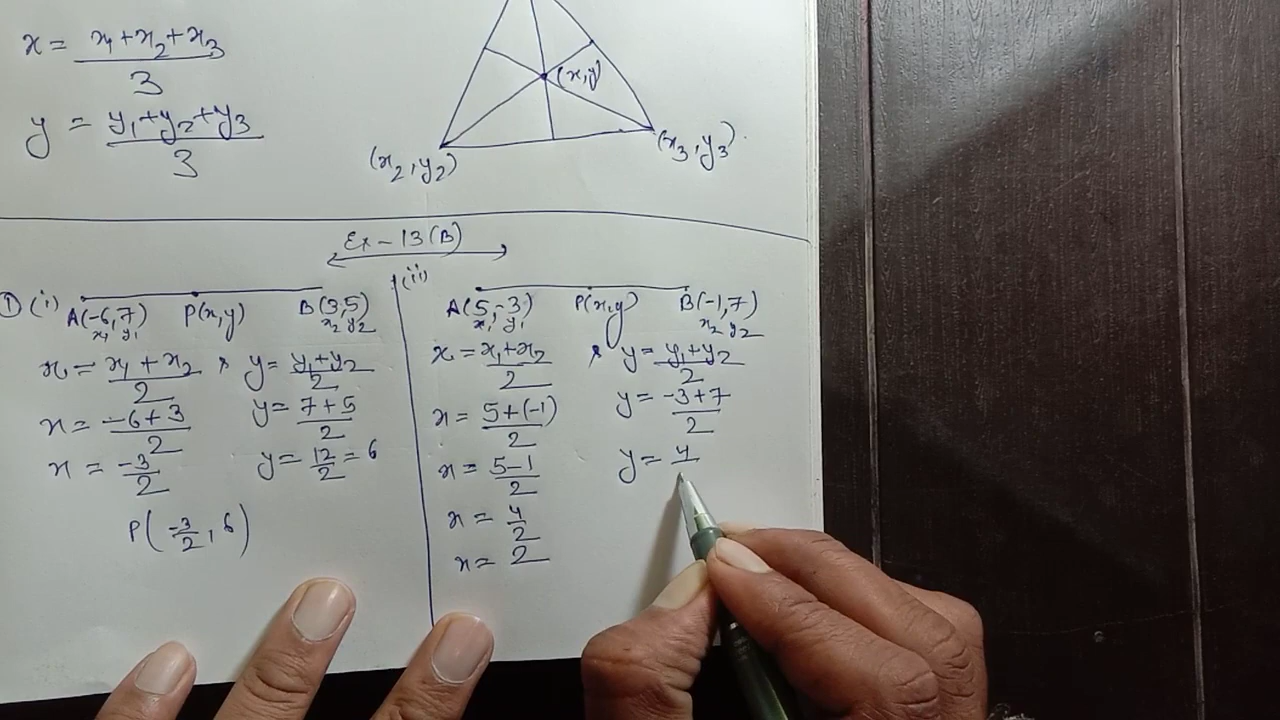 x = x₁+x₂+x₃
3
y = y₁+y₂+y₃
3
(x,y)
(x₂,y₂)
(x₃,y₃)
Ex-13(B)
① (i) A(-6,7) P(x,y) B(3,5)
x₁ y₁ x₂ y₂
x = x₁+x₂ & y = y₁+y₂
2 2
x = -6+3 y = 7+5
2 2
x = -3 y = 12 = 6
2 2
P(-3/2, 6)
(ii) A(5,-3) P(x,y) B(-1,7)
x₁ y₁ x₂ y₂
x = x₁+x₂ & y = y₁+y₂
2 2
x = 5+(-1) y = -3+7
2 2
x = 5-1 y = 4
2
x = 4
2
x = 2